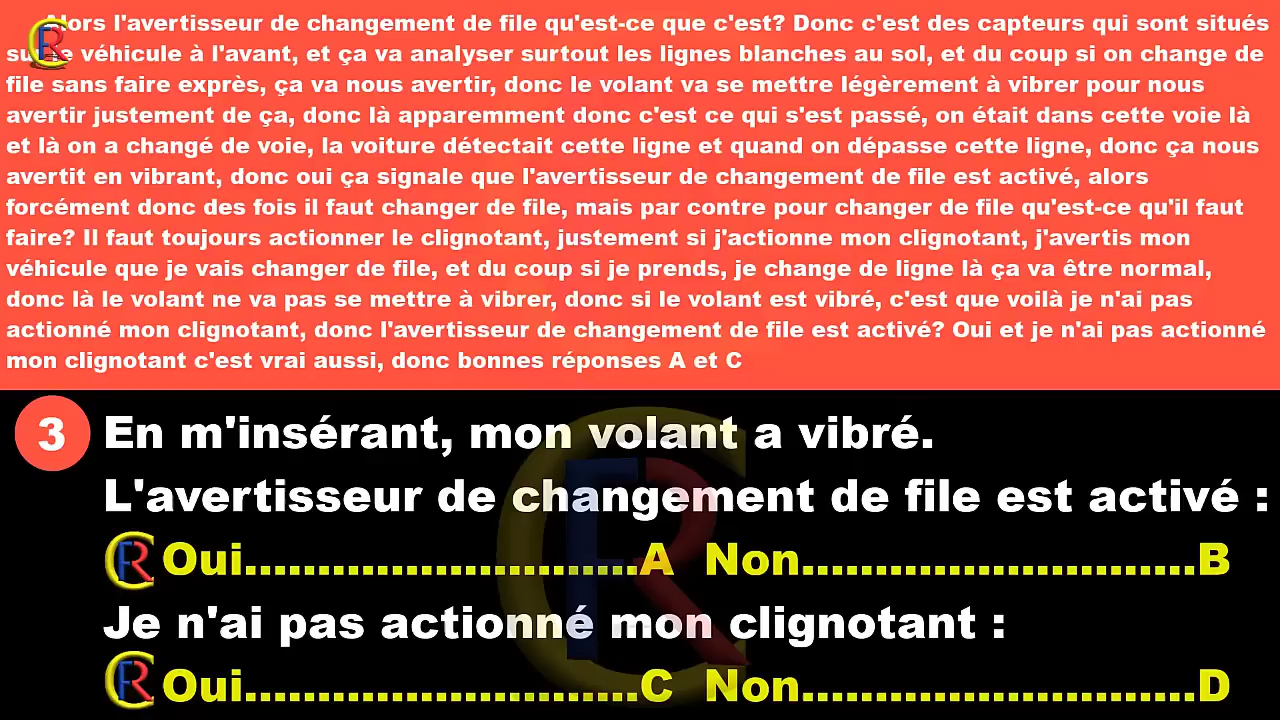 Alors l'avertisseur de changement de file qu'est-ce que c'est? Donc c'est des capteurs qui sont situés
sur le véhicule à l'avant, et ça va analyser surtout les lignes blanches au sol, et du coup si on change de
file sans faire exprès, ça va nous avertir, donc le volant va se mettre légèrement à vibrer pour nous
avertir justement de ça, donc là apparemment donc c'est ce qui s'est passé, on était dans cette voie là
et là on a changé de voie, la voiture détectait cette ligne et quand on dépasse cette ligne, donc ça nous
avertit en vibrant, donc oui ça signale que l'avertisseur de changement de file est activé, alors
forcément donc des fois il faut changer de file, mais par contre pour changer de file qu'est-ce qu'il faut
faire? Il faut toujours actionner le clignotant, justement si j'actionne mon clignotant, j'avertis mon
véhicule que je vais changer de file, et du coup si je prends, je change de ligne là ça va être normal,
donc là le volant ne va pas se mettre à vibrer, donc si le volant est vibré, c'est que voilà je n'ai pas
actionné mon clignotant, donc l'avertisseur de changement de file est activé? Oui et je n'ai pas actionné
mon clignotant c'est vrai aussi, donc bonnes réponses A et C
3 En m'insérant, mon volant a vibré.
L'avertisseur de changement de file est activé :
Oui...........................A Non...........................B
Je n'ai pas actionné mon clignotant :
Oui...........................C Non...........................D